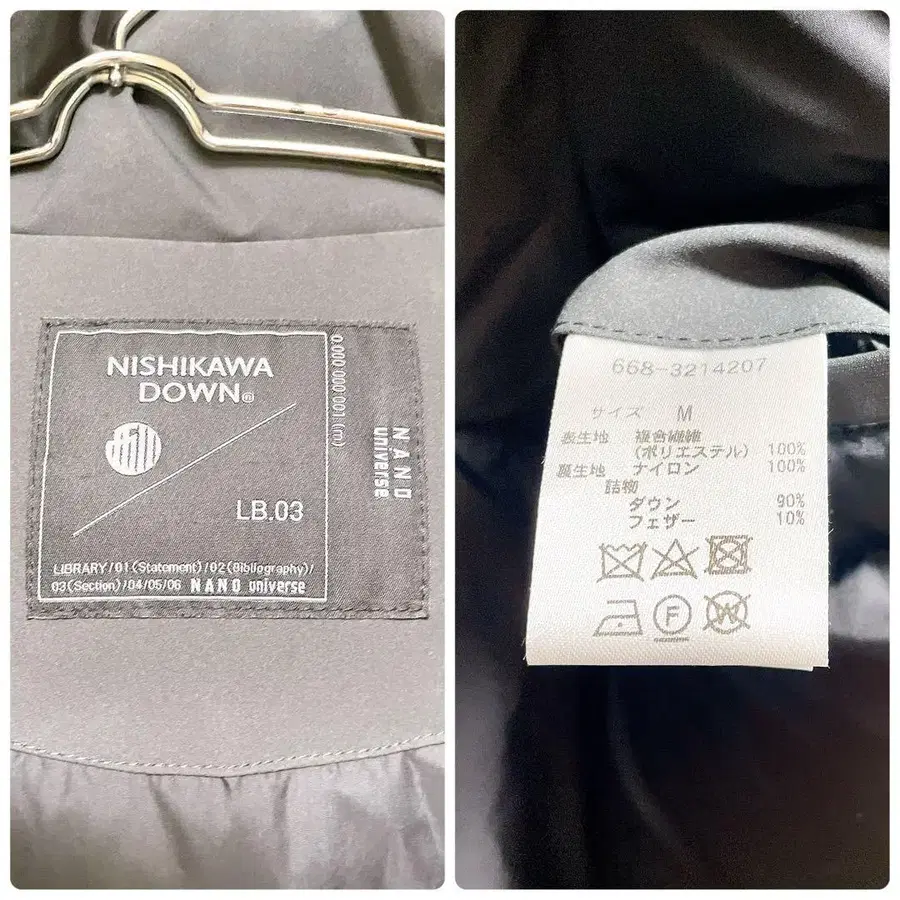 NISHIKAWA
DOWN®
LB.03
LIBRARY/01(Statement)/02(Bibliography)/
03(Section)/04/05/06 NANO universe
0.000 000 001 (m)
NANO
universe
668-3214207
サイズ M
表生地 複合繊維
(ポリエステル) 100%
裏生地 ナイロン 100%
詰物
ダウン 90%
フェザー 10%
F
W